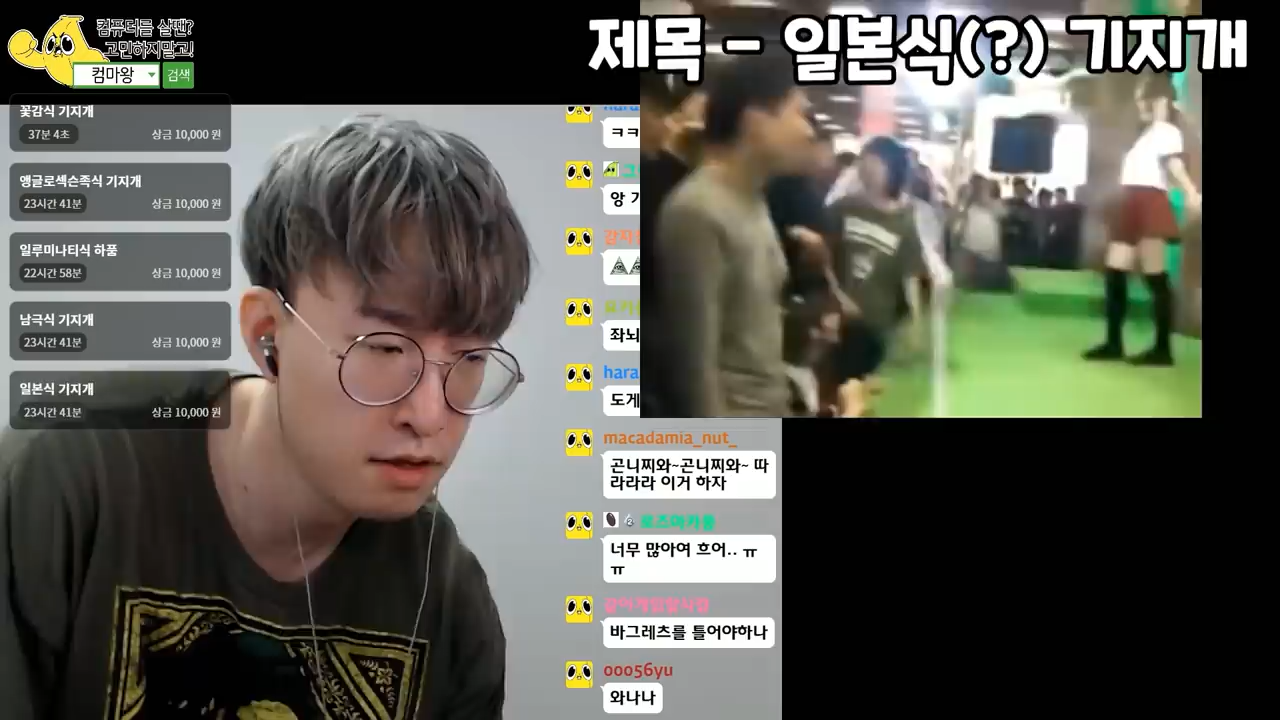 컴퓨터를 살땐?
고민하지말고!
컴마왕
검색
제목 - 일본식(?) 기지개
꽃감식 기지개
37분 4초
상금 10,000 원
앵글로섹슨족식 기지개
23시간 41분
상금 10,000 원
일루미나티식 하품
22시간 58분
상금 10,000 원
남극식 기지개
23시간 41분
상금 10,000 원
일본식 기지개
23시간 41분
상금 10,000 원
ㅋㅋ
앙 기
좌뇌
hara
도게
macadamia_nut_
곤니찌와~곤니찌와~ 따
라라라 이거 하자
로즈마카롱
너무 많아여 흐어.. ㅠ
ㅠ
바그레츠를 틀어야하나
ooo56yu
와나나